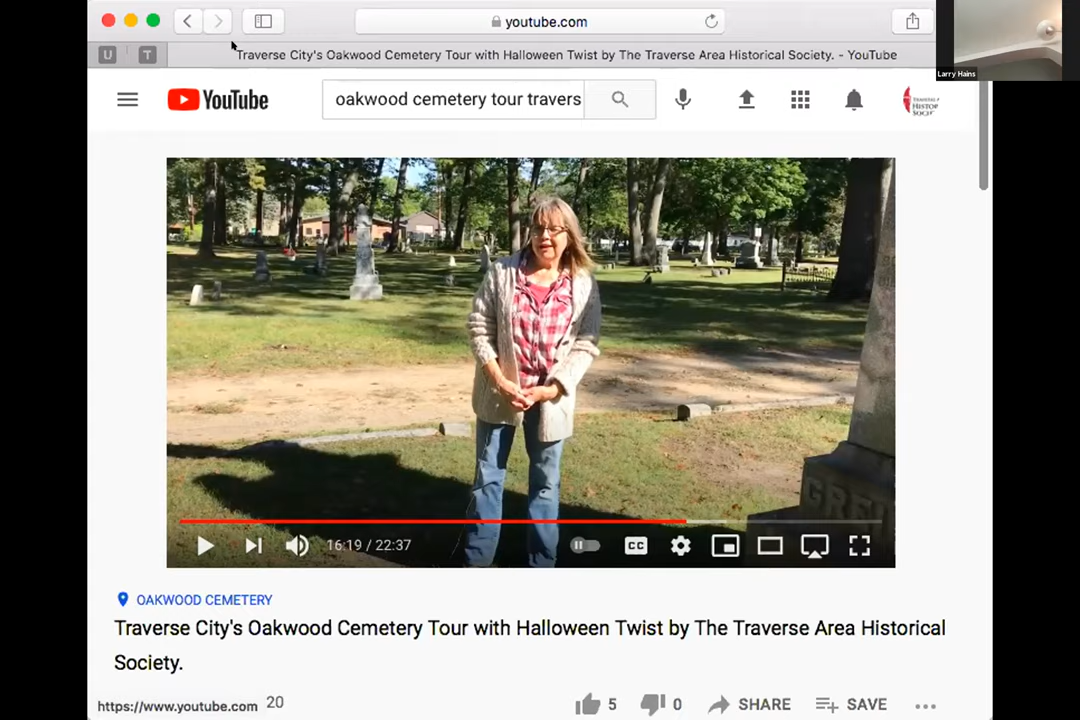 youtube.com
U T Traverse City's Oakwood Cemetery Tour with Halloween Twist by The Traverse Area Historical Society. - YouTube
Larry Hains
YouTube
oakwood cemetery tour travers
16:19 / 22:37
CC
OAKWOOD CEMETERY
Traverse City's Oakwood Cemetery Tour with Halloween Twist by The Traverse Area Historical
Society.
https://www.youtube.com 20
5 0 SHARE SAVE